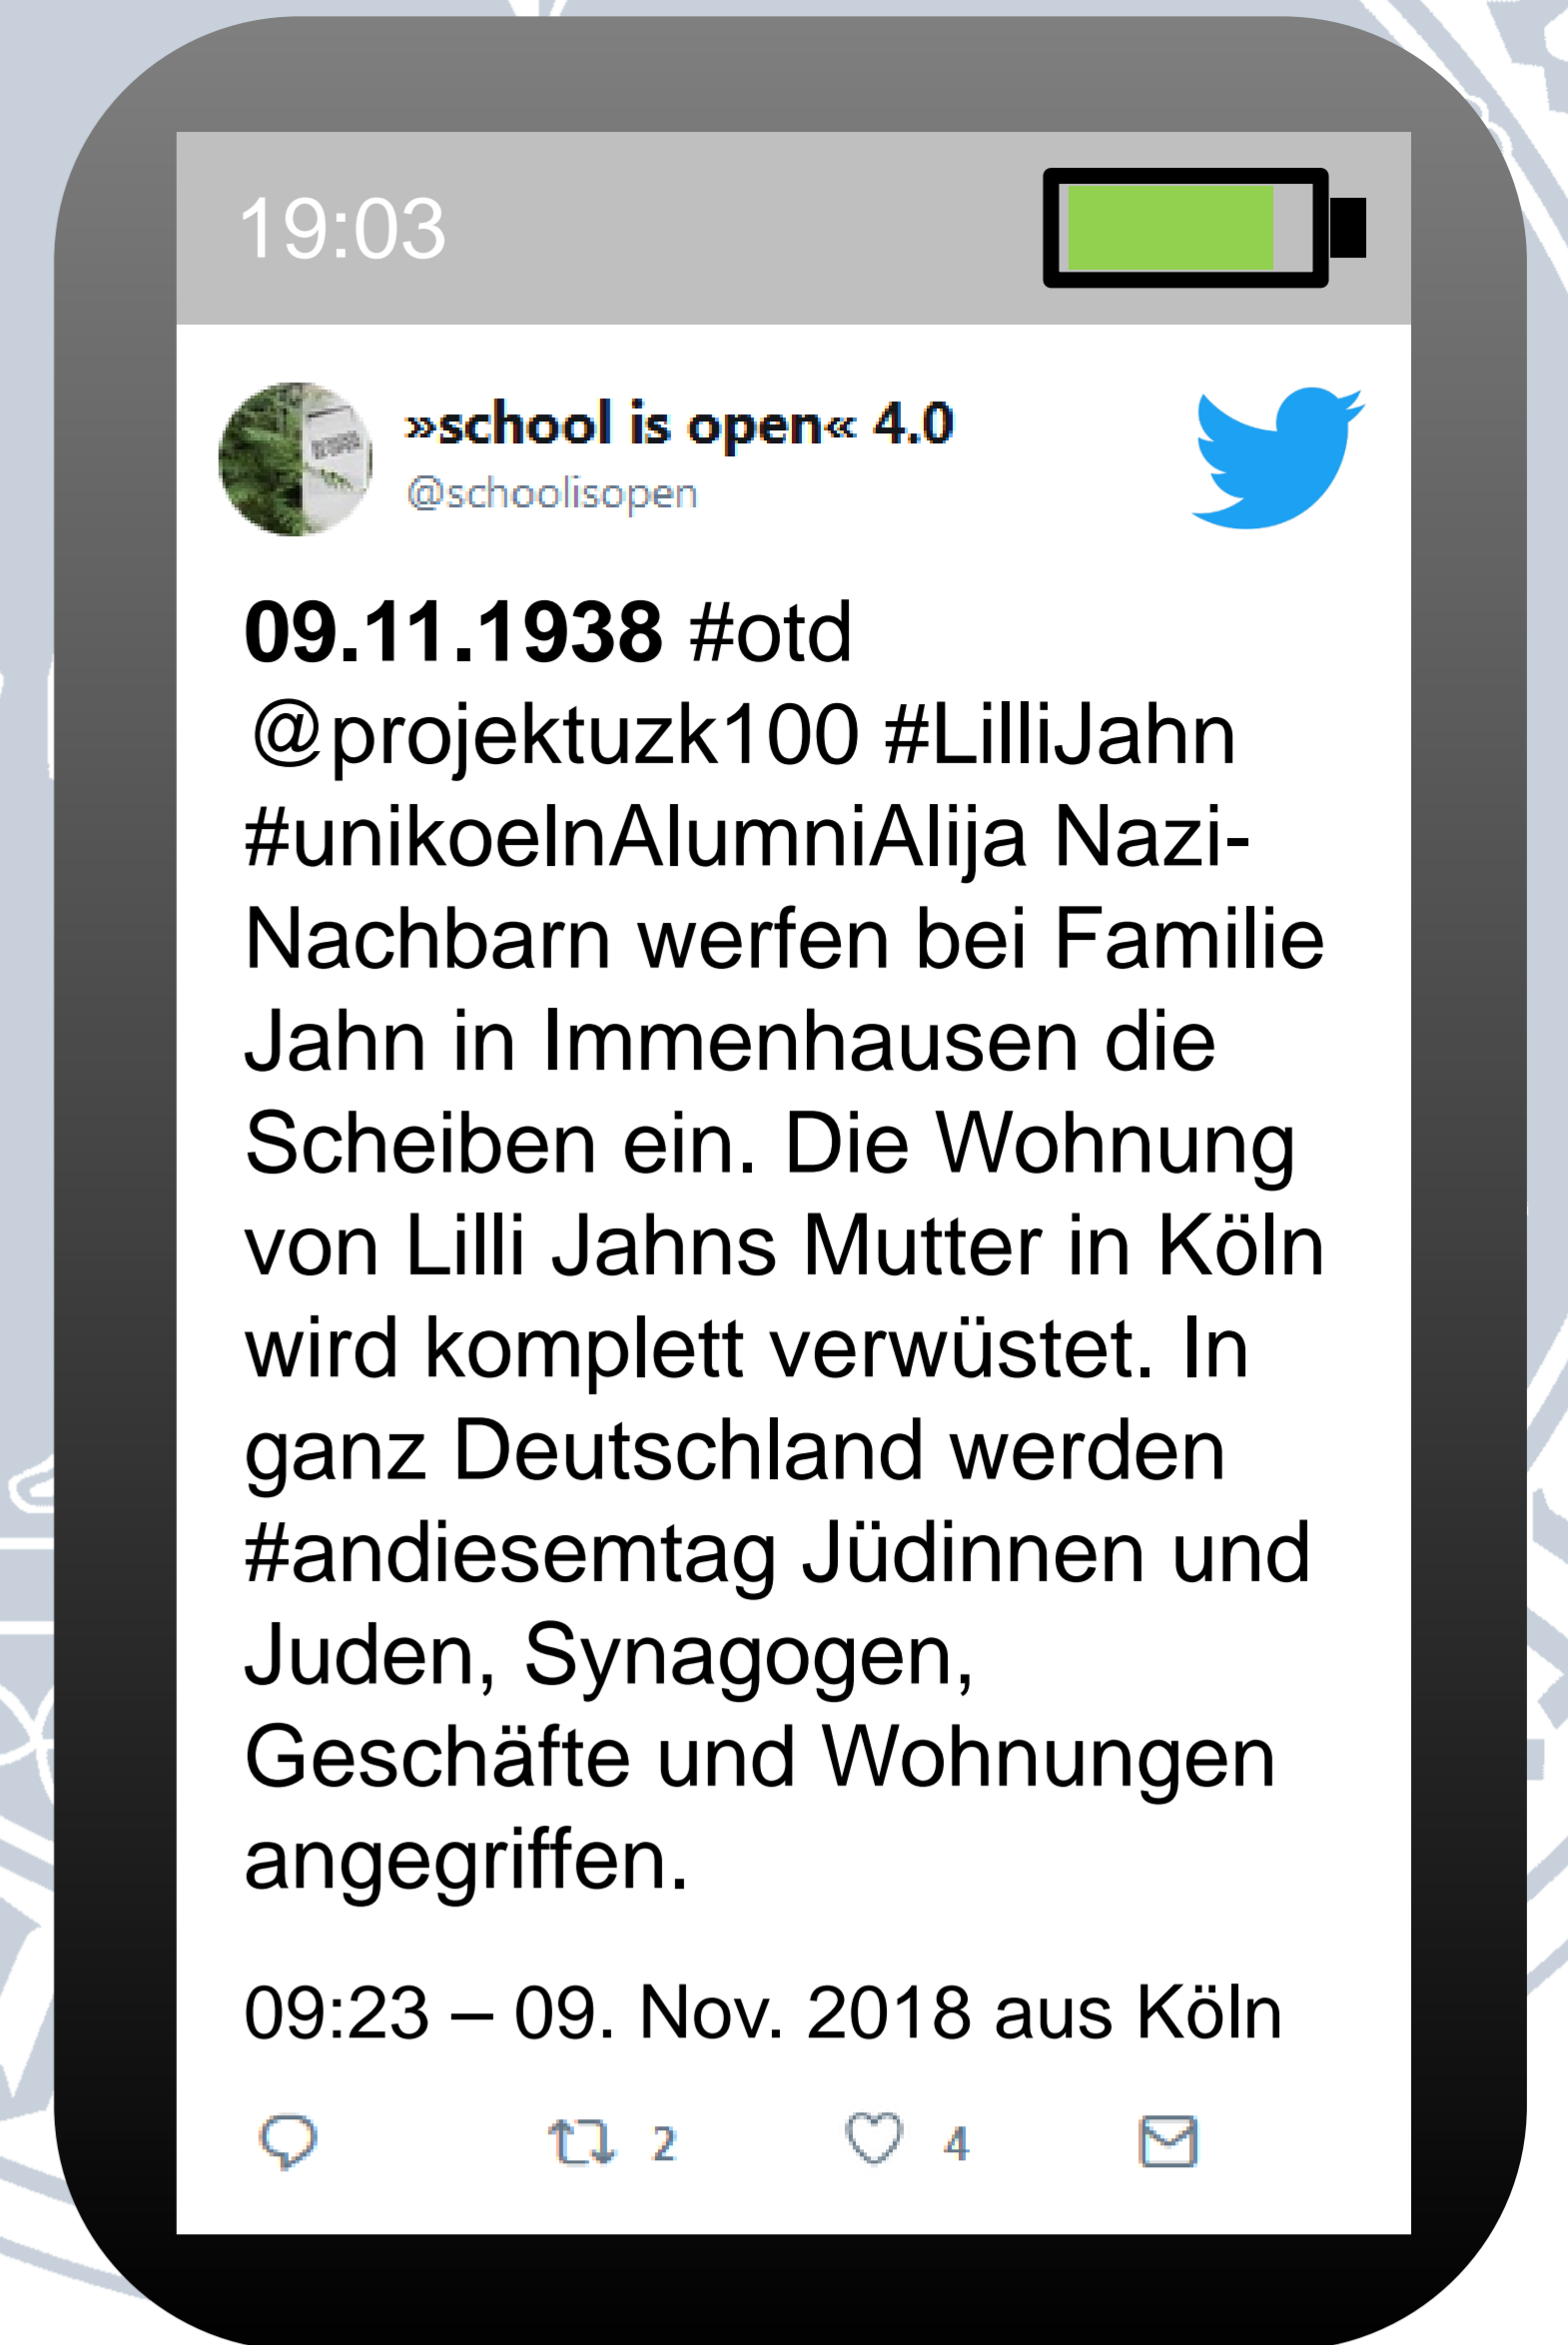 19:03
»school is open« 4.0
@schoolisopen
09.11.1938 #otd
@projektuzk100 #LilliJahn
#unikoelnAlumniAlija Nazi-
Nachbarn werfen bei Familie
Jahn in Immenhausen die
Scheiben ein. Die Wohnung
von Lilli Jahns Mutter in Köln
wird komplett verwüstet. In
ganz Deutschland werden
#andiesemtag Jüdinnen und
Juden, Synagogen,
Geschäfte und Wohnungen
angegriffen.
09:23 – 09. Nov. 2018 aus Köln
2 4